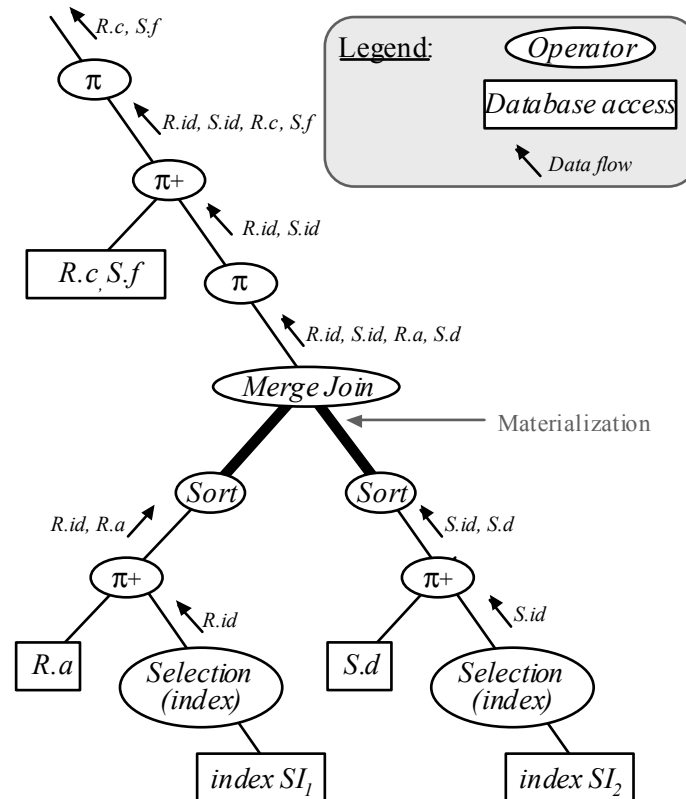 R.c, S.f
Legend:
Operator
π
Database access
R.id, S.id, R.c, S.f
Data flow
π+
R.id, S.id
R.c, S.f
π
R.id, S.id, R.a, S.d
Merge Join
Materialization
Sort
Sort
R.id, R.a
S.id, S.d
π+
π+
R.id
S.id
R.a
S.d
Selection
(index)
Selection
(index)
index SI₁
index SI₂